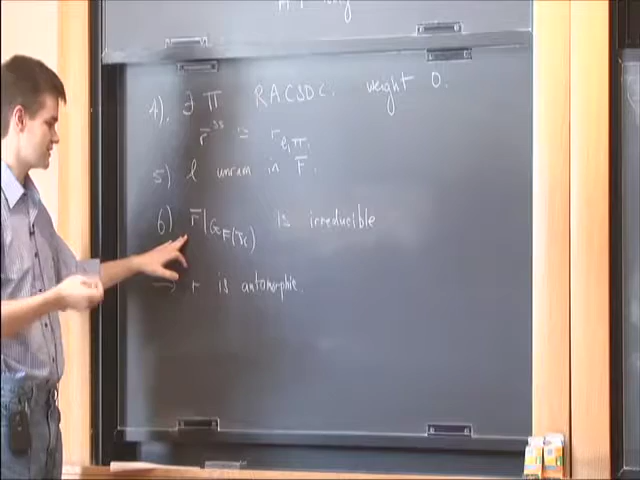 4). ∃ Π RACSDC. weight 0.
r̄^ss ≅ r_{ℓ,Π}.
5) ℓ unram in F.
6) r̄|G_{F(ζ_ℓ)} is irreducible
⇒ r is automorphic.